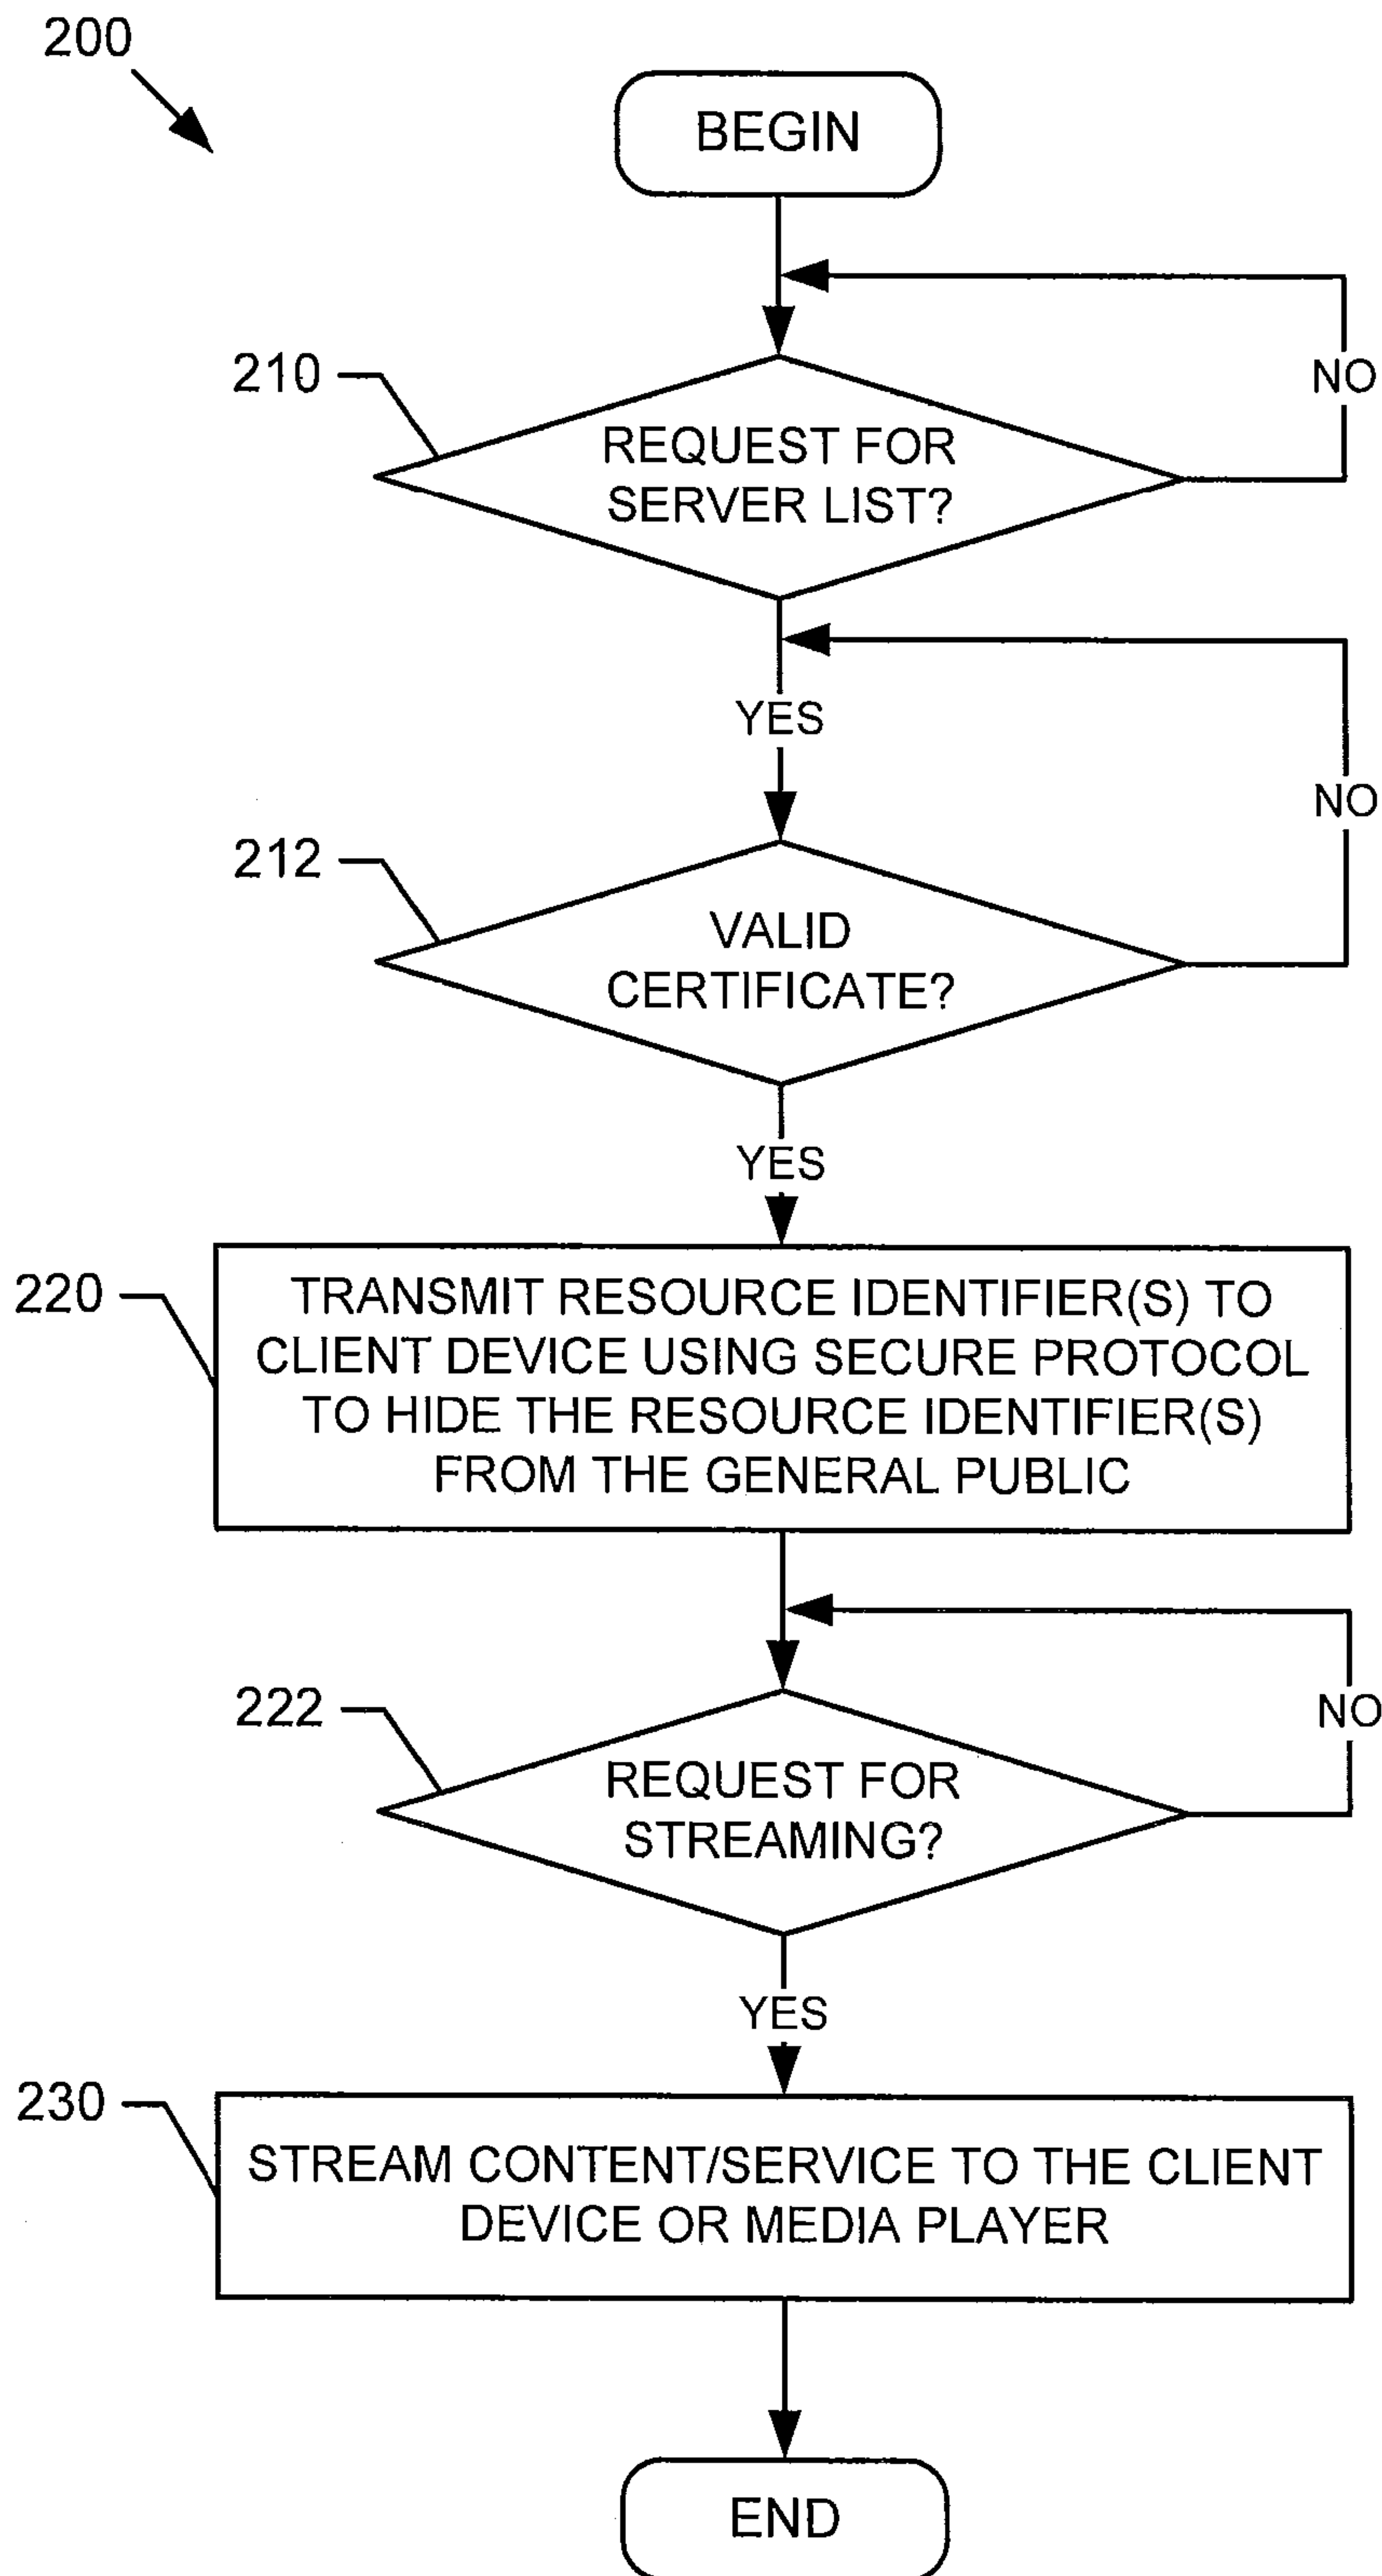 200
BEGIN
NO
210
REQUEST FOR
SERVER LIST?
YES
NO
212
VALID
CERTIFICATE?
YES
220
TRANSMIT RESOURCE IDENTIFIER(S) TO
CLIENT DEVICE USING SECURE PROTOCOL
TO HIDE THE RESOURCE IDENTIFIER(S)
FROM THE GENERAL PUBLIC
222
NO
REQUEST FOR
STREAMING?
YES
230
STREAM CONTENT/SERVICE TO THE CLIENT
DEVICE OR MEDIA PLAYER
END